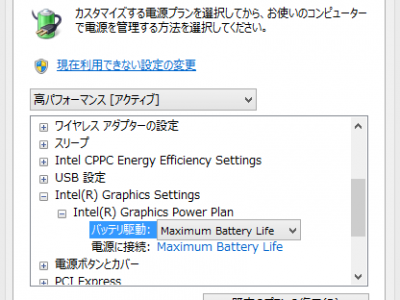 カスタマイズする電源プランを選択してから、お使いのコンピューター
で電源を管理する方法を選択してください。
現在利用できない設定の変更
高パフォーマンス [アクティブ]
ワイヤレス アダプターの設定
スリープ
Intel CPPC Energy Efficiency Settings
USB 設定
Intel(R) Graphics Settings
Intel(R) Graphics Power Plan
バッテリ駆動: Maximum Battery Life
電源に接続: Maximum Battery Life
電源ボタンとカバー
PCI Express